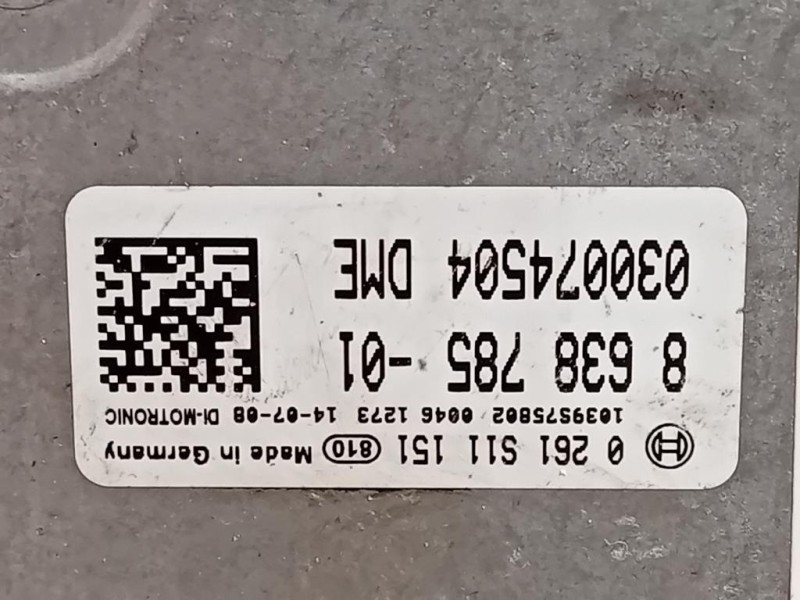 0 261 S11 151 810 Made in Germany
1039S75802 0046 1273 14-07-08 DI-MOTRONIC
8 638 785 -01
030074504 DME